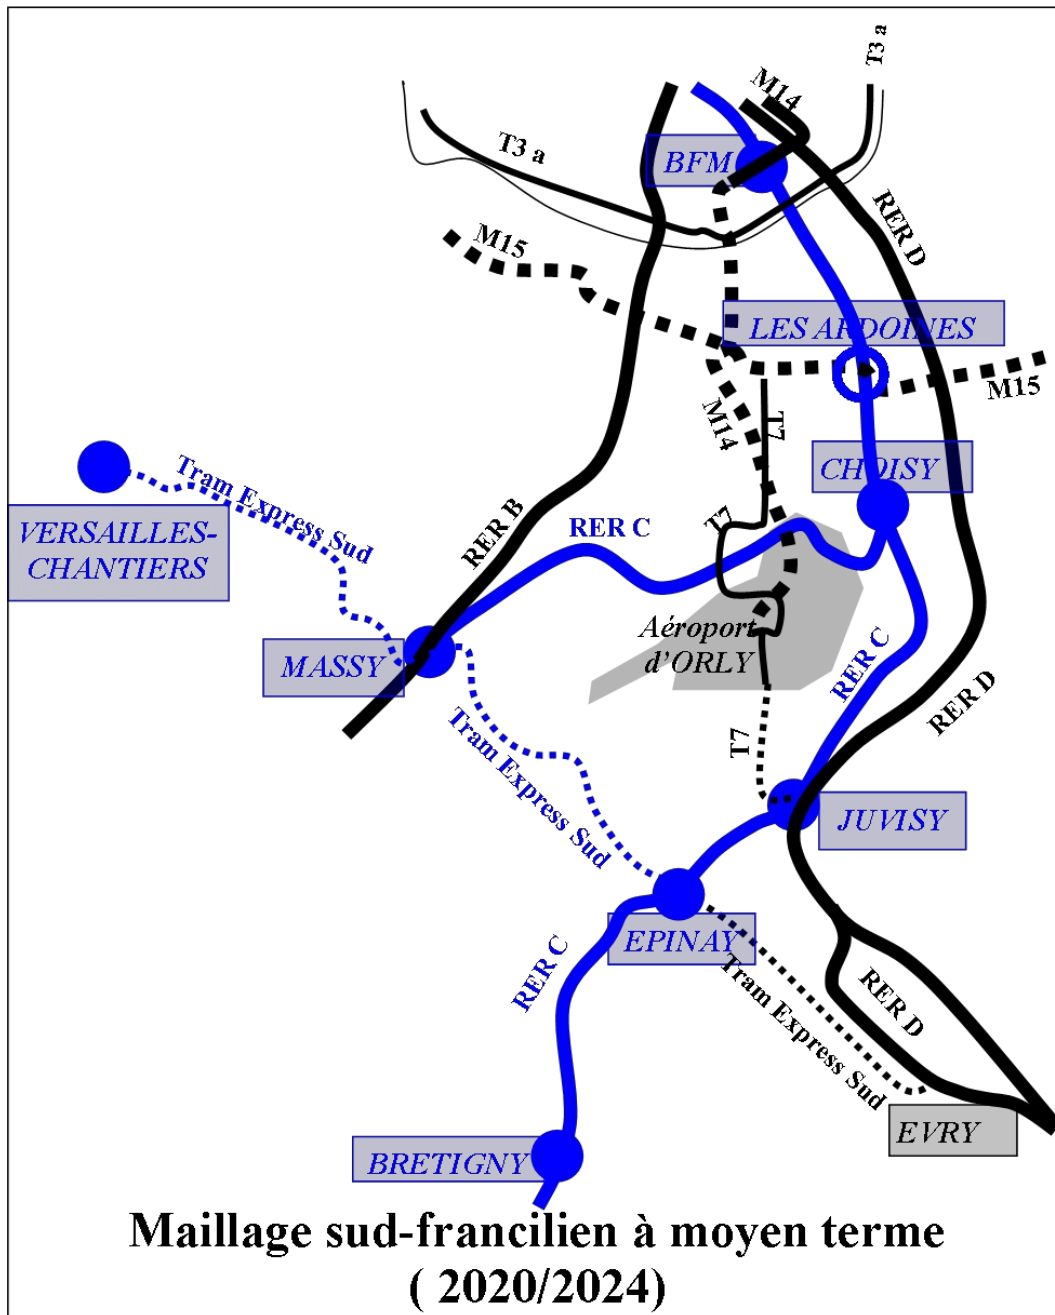 T3 a
M14
T3 a
BFM
RER D
M15
LES ARDOINES
M15
M14
T7
CHOISY
Tram Express Sud
RER B
RER C
T7
VERSAILLES-
CHANTIERS
Aéroport
d'ORLY
MASSY
RER C
RER D
Tram Express Sud
T7
JUVISY
EPINAY
RER C
Tram Express Sud
RER D
EVRY
BRETIGNY
Maillage sud-francilien à moyen terme
( 2020/2024)